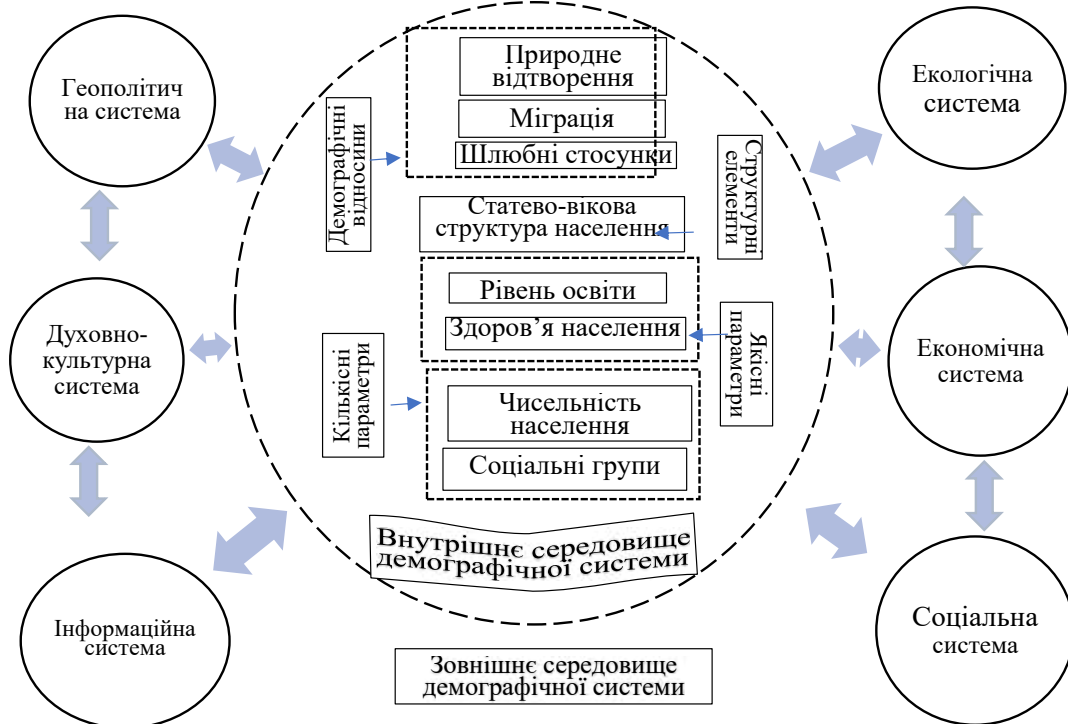 Геополітич
на система
Духовно-
культурна
система
Інформаційна
система
Демографічні
відносини
Кількісні
параметри
Природне
відтворення
Міграція
Шлюбні стосунки
Статево-вікова
структура населення
Рівень освіти
Здоров’я населення
Чисельність
населення
Соціальні групи
Внутрішнє середовище
демографічної системи
Зовнішнє середовище
демографічної системи
Структурні
елементи
Якісні
параметри
Екологічна
система
Економічна
система
Соціальна
система